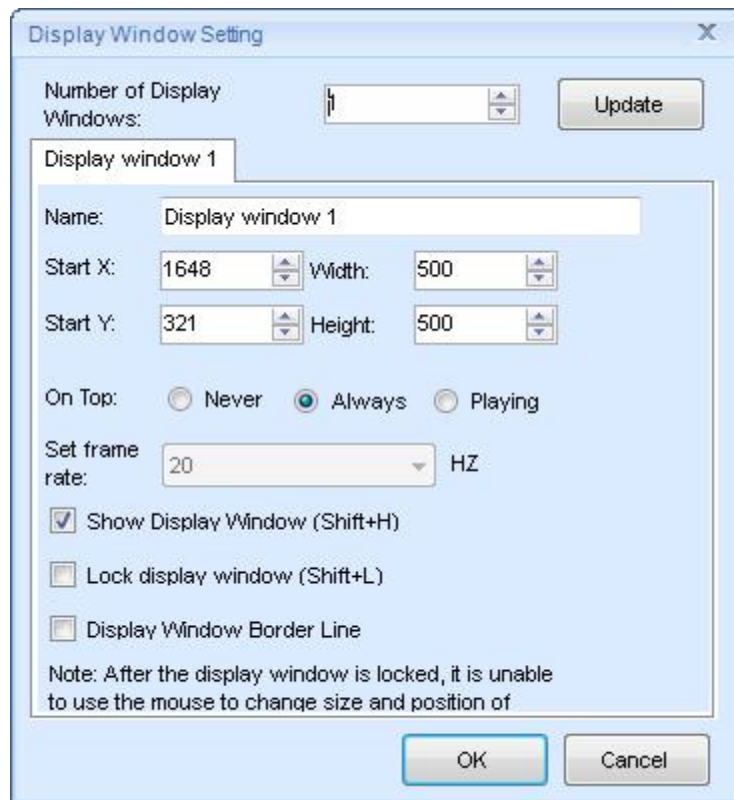 Display Window Setting
Number of Display
Windows:
1
Update
Display window 1
Name:
Display window 1
Start X:
1648
Width:
500
Start Y:
321
Height:
500
On Top:
Never
Always
Playing
Set frame
rate:
20
HZ
Show Display Window (Shift+H)
Lock display window (Shift+L)
Display Window Border Line
Note: After the display window is locked, it is unable
to use the mouse to change size and position of
OK
Cancel